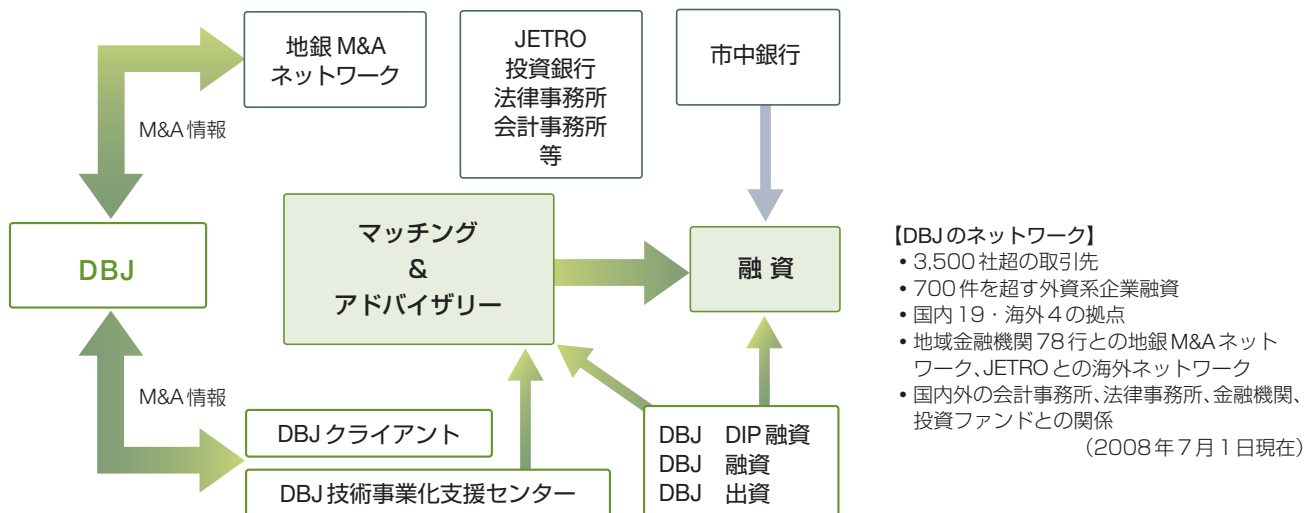 地銀 M&A
ネットワーク
JETRO
投資銀行
法律事務所
会計事務所
等
市中銀行
M&A 情報
DBJ
マッチング
&
アドバイザリー
融 資
M&A 情報
DBJ クライアント
DBJ 技術事業化支援センター
DBJ DIP 融資
DBJ 融資
DBJ 出資
【DBJ のネットワーク】
• 3,500 社超の取引先
• 700 件を超す外資系企業融資
• 国内 19・海外 4 の拠点
• 地域金融機関 78 行との地銀 M&A ネット
ワーク、JETRO との海外ネットワーク
• 国内外の会計事務所、法律事務所、金融機関、
投資ファンドとの関係
(2008 年 7 月 1 日現在)